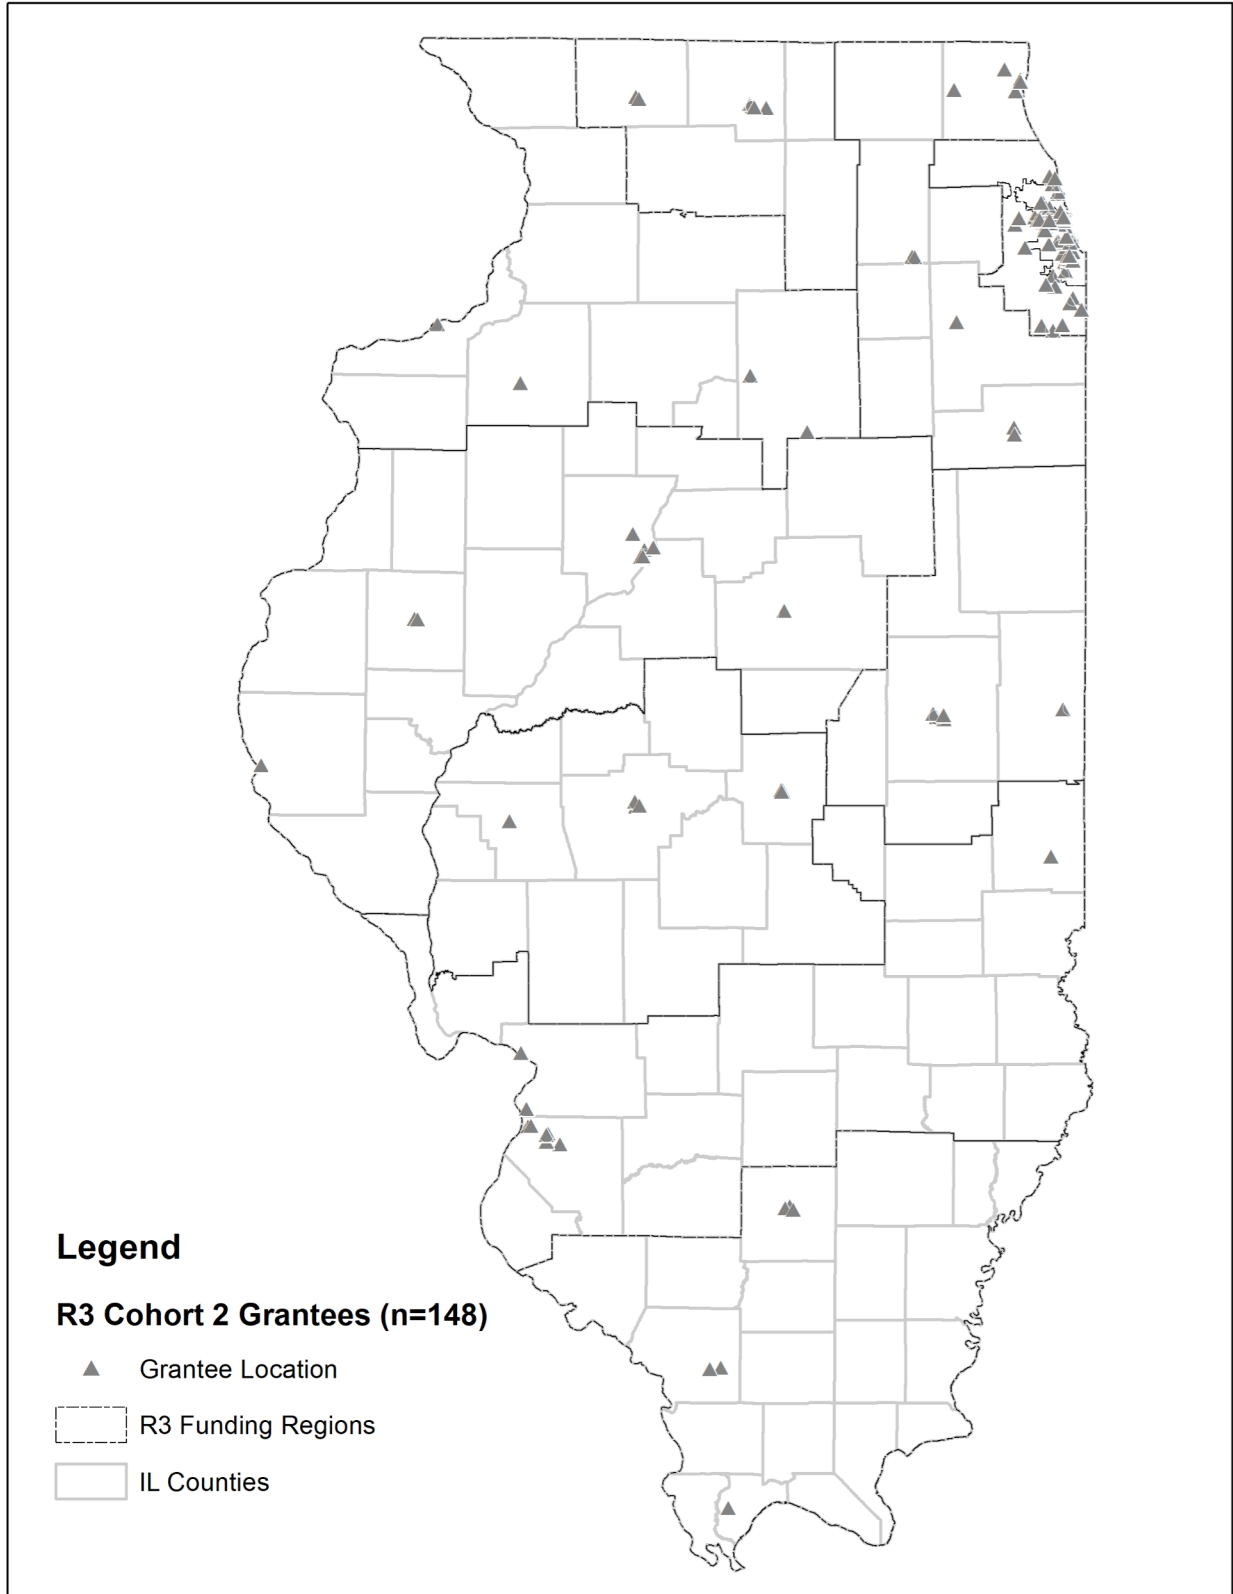 Legend
R3 Cohort 2 Grantees (n=148)
Grantee Location
R3 Funding Regions
IL Counties